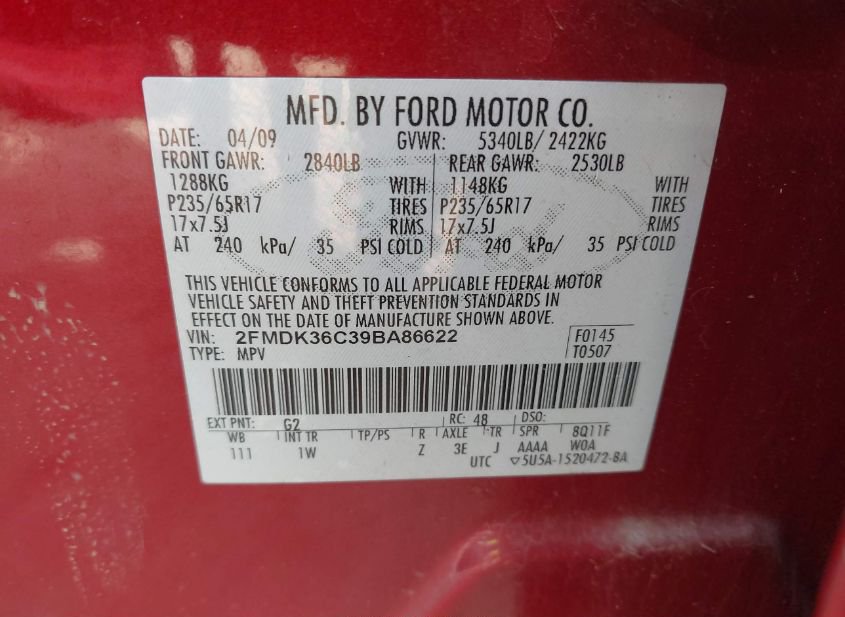 MFD. BY FORD MOTOR CO.
DATE: 04/09 GVWR: 5340LB/ 2422KG
FRONT GAWR: 2840LB REAR GAWR: 2530LB
1288KG WITH 1148KG WITH
P235/65R17 TIRES P235/65R17 TIRES
17x7.5J RIMS 17x7.5J RIMS
AT 240 kPa/ 35 PSI COLD AT 240 kPa/ 35 PSI COLD
THIS VEHICLE CONFORMS TO ALL APPLICABLE FEDERAL MOTOR
VEHICLE SAFETY AND THEFT PREVENTION STANDARDS IN
EFFECT ON THE DATE OF MANUFACTURE SHOWN ABOVE.
VIN: 2FMDK36C39BA86622 F0145
TYPE: MPV T0507
EXT PNT: G2 RC: 48 DSO:
WB INT TR TP/PS R AXLE TR SPR 8Q11F
111 1W Z 3E J AAAA WOA
UTC ▽5U5A-1520472-BA